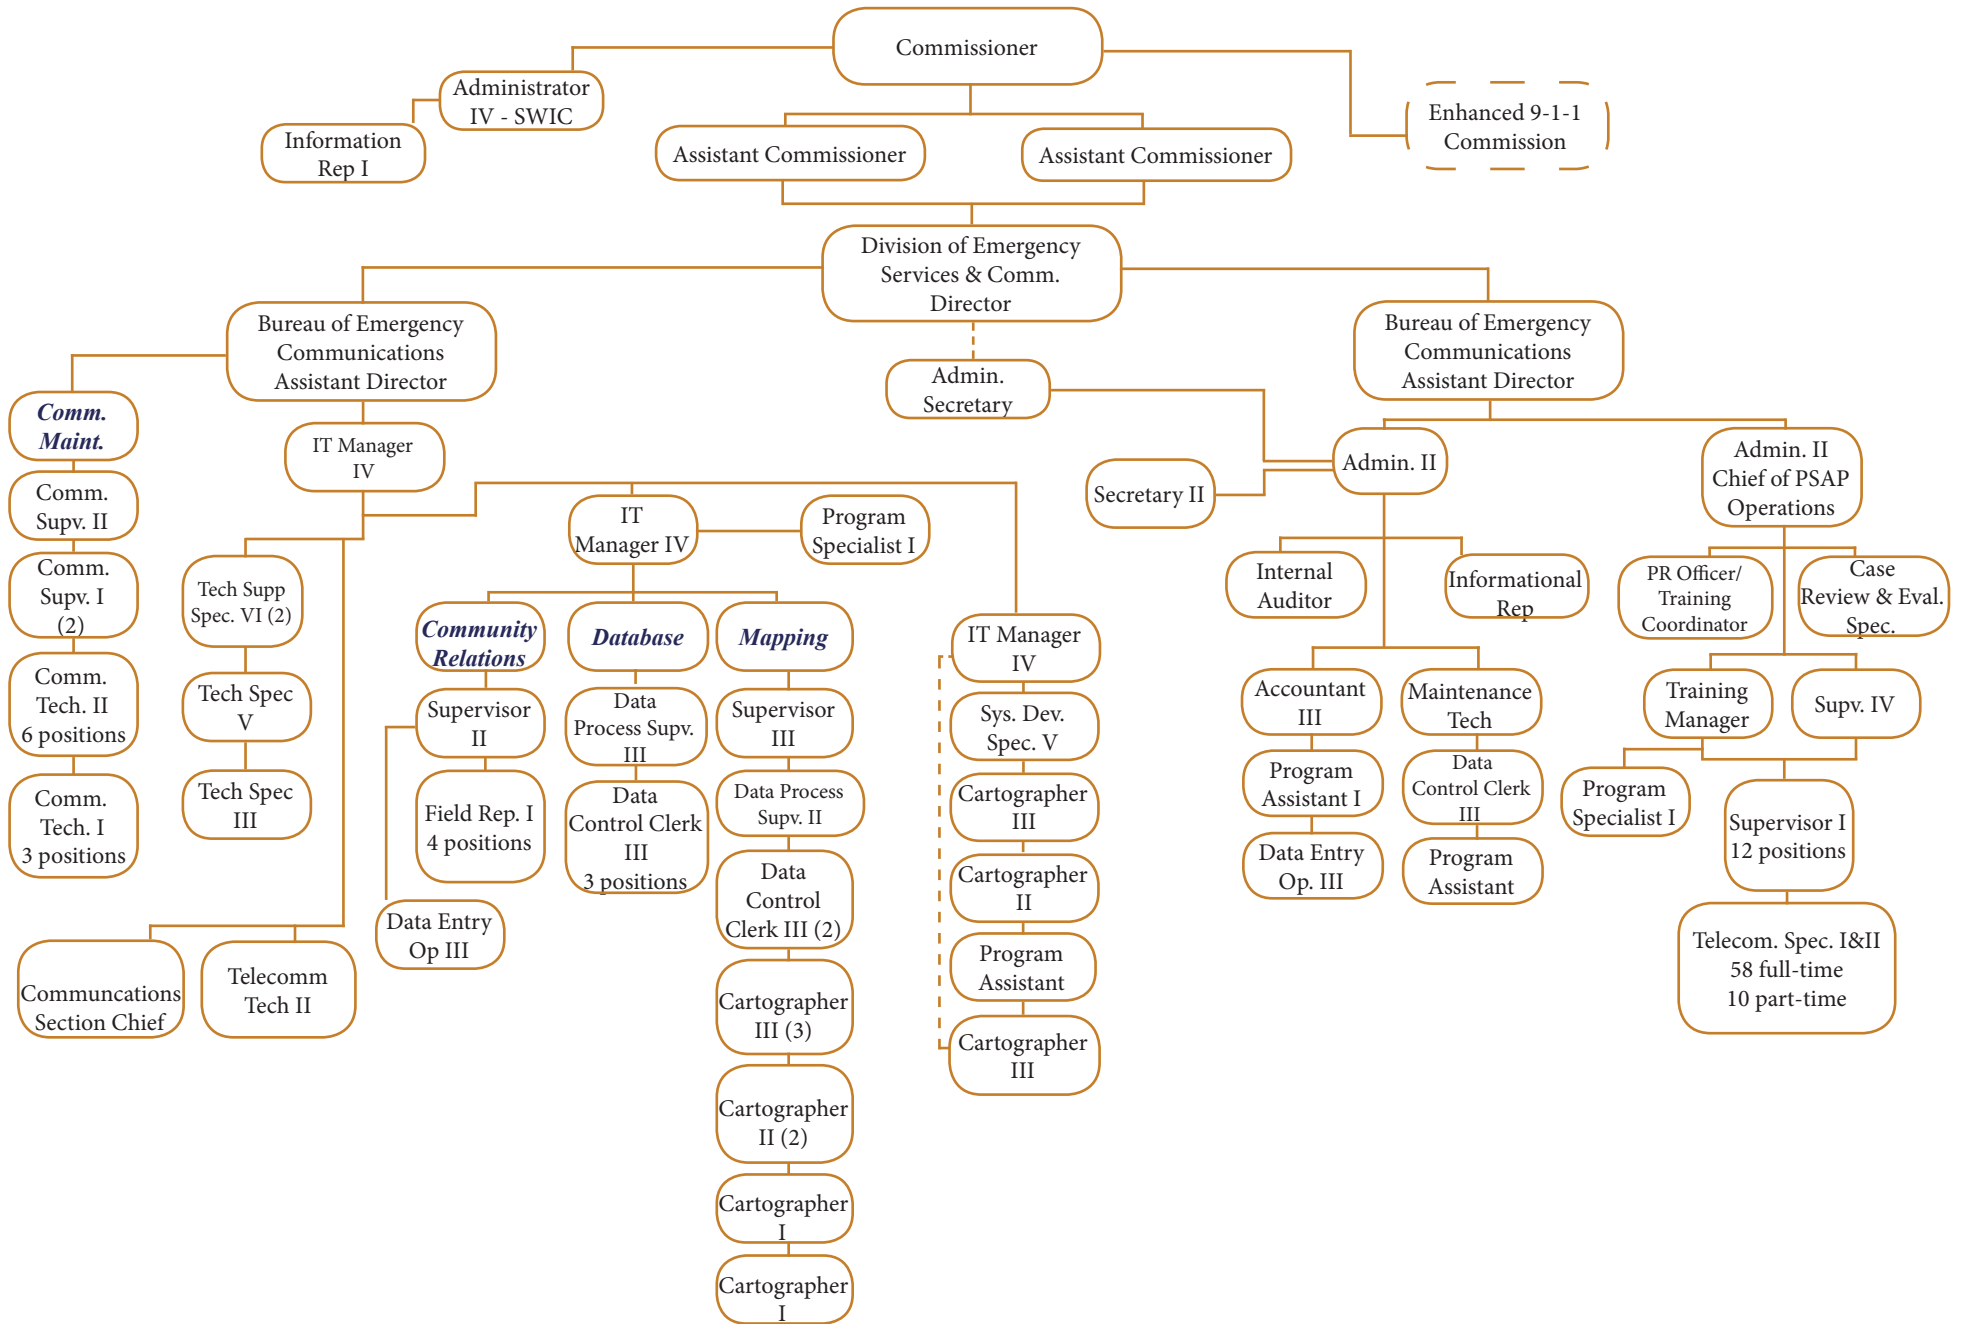 Commissioner
Administrator
IV - SWIC
Information
Rep I
Assistant Commissioner
Assistant Commissioner
Enhanced 9-1-1
Commission
Division of Emergency
Services & Comm.
Director
Bureau of Emergency
Communications
Assistant Director
Admin.
Secretary
Bureau of Emergency
Communications
Assistant Director
Comm.
Maint.
Comm.
Supv. II
Comm.
Supv. I
(2)
Comm.
Tech. II
6 positions
Comm.
Tech. I
3 positions
IT Manager
IV
Tech Supp
Spec. VI (2)
Tech Spec
V
Tech Spec
III
Communcations
Section Chief
Telecomm
Tech II
IT
Manager IV
Program
Specialist I
Community
Relations
Supervisor
II
Field Rep. I
4 positions
Data Entry
Op III
Database
Data
Process Supv.
III
Data
Control Clerk
III
3 positions
Mapping
Supervisor
III
Data Process
Supv. II
Data
Control
Clerk III (2)
Cartographer
III (3)
Cartographer
II (2)
Cartographer
I
Cartographer
I
IT Manager
IV
Sys. Dev.
Spec. V
Cartographer
III
Cartographer
II
Program
Assistant
Cartographer
III
Secretary II
Admin. II
Internal
Auditor
Informational
Rep
Accountant
III
Program
Assistant I
Data Entry
Op. III
Maintenance
Tech
Data
Control Clerk
III
Program
Assistant
Admin. II
Chief of PSAP
Operations
PR Officer/
Training
Coordinator
Case
Review & Eval.
Spec.
Training
Manager
Supv. IV
Program
Specialist I
Supervisor I
12 positions
Telecom. Spec. I&II
58 full-time
10 part-time